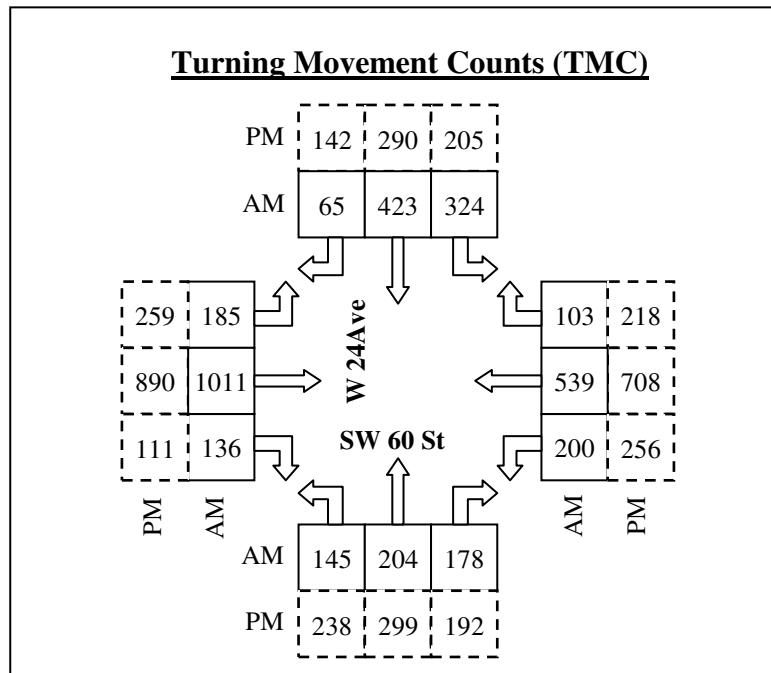 Turning Movement Counts (TMC)
PM 142 290 205
AM 65 423 324
259 185
890 1011
111 136
PM AM
W 24Ave
SW 60 St
103 218
539 708
200 256
AM PM
AM 145 204 178
PM 238 299 192